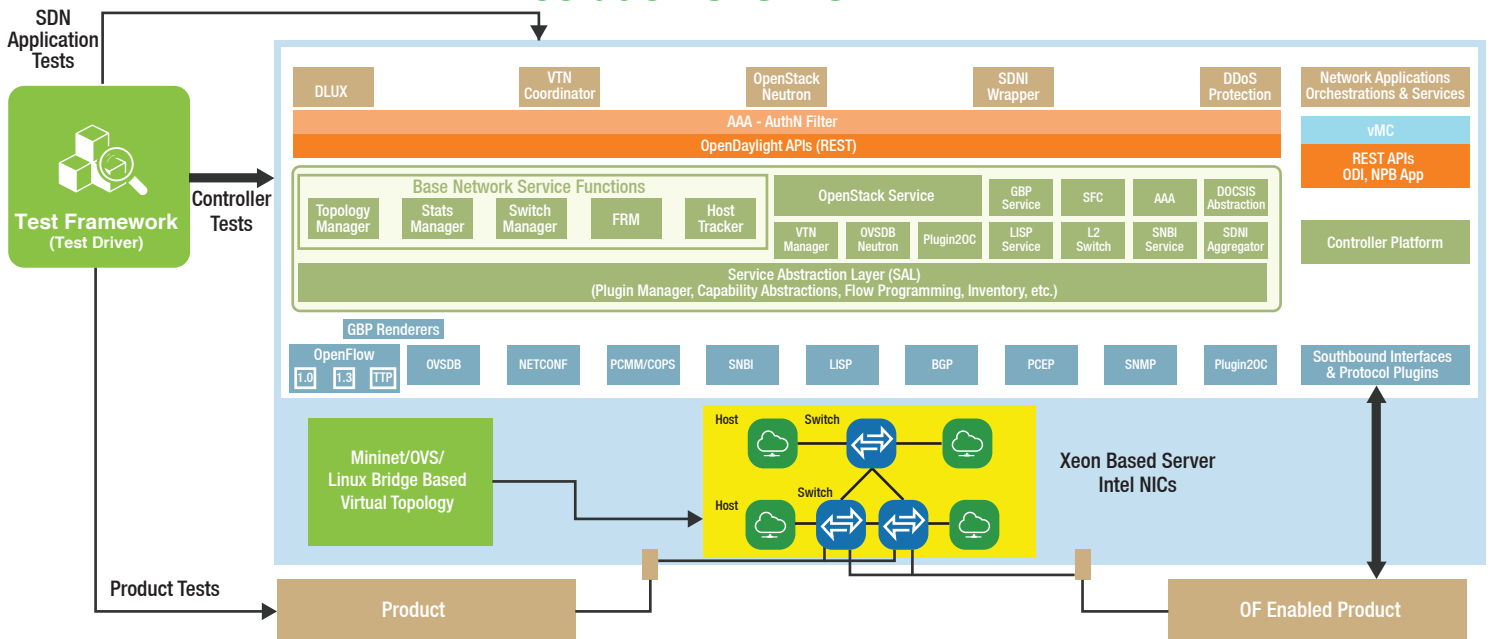 SDN
Application
Tests
Test Framework
(Test Driver)
Controller
Tests
Product Tests
DLUX
VTN
Coordinator
OpenStack
Neutron
SDNI
Wrapper
DDoS
Protection
Network Applications
Orchestrations & Services
AAA - AuthN Filter
OpenDaylight APIs (REST)
vMC
REST APIs
ODI, NPB App
Base Network Service Functions
Topology
Manager
Stats
Manager
Switch
Manager
FRM
Host
Tracker
OpenStack Service
GBP
Service
SFC
AAA
DOCSIS
Abstraction
VTN
Manager
OVSDB
Neutron
Plugin2OC
LISP
Service
L2
Switch
SNBI
Service
SDNI
Aggregator
Controller Platform
Service Abstraction Layer (SAL)
(Plugin Manager, Capability Abstractions, Flow Programming, Inventory, etc.)
GBP Renderers
OpenFlow
1.0
1.3
TTP
OVSDB
NETCONF
PCMM/COPS
SNBI
LISP
BGP
PCEP
SNMP
Plugin2OC
Southbound Interfaces
& Protocol Plugins
Mininet/OVS/
Linux Bridge Based
Virtual Topology
Host
Switch
Switch
Host
Xeon Based Server
Intel NICs
Product
OF Enabled Product